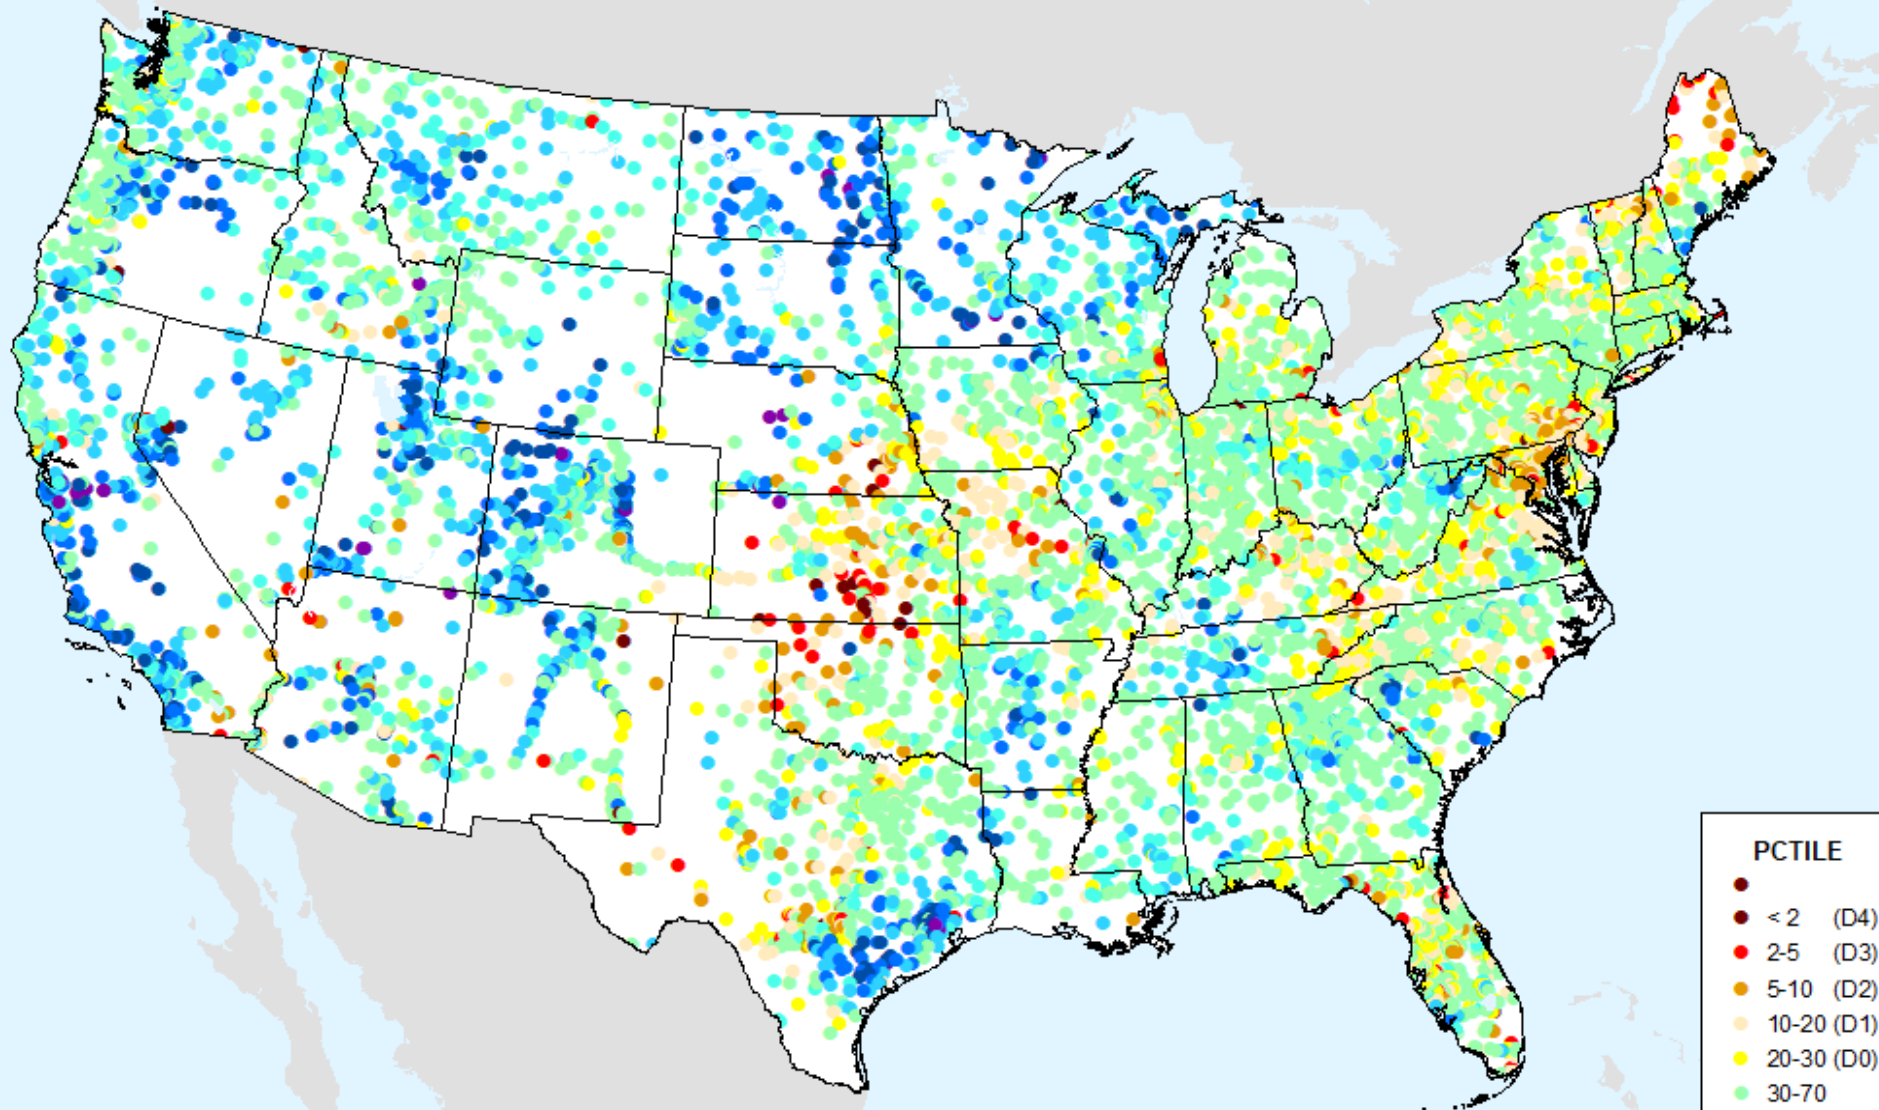 PCTILE
< 2 (D4)
2-5 (D3)
5-10 (D2)
10-20 (D1)
20-30 (D0)
30-70